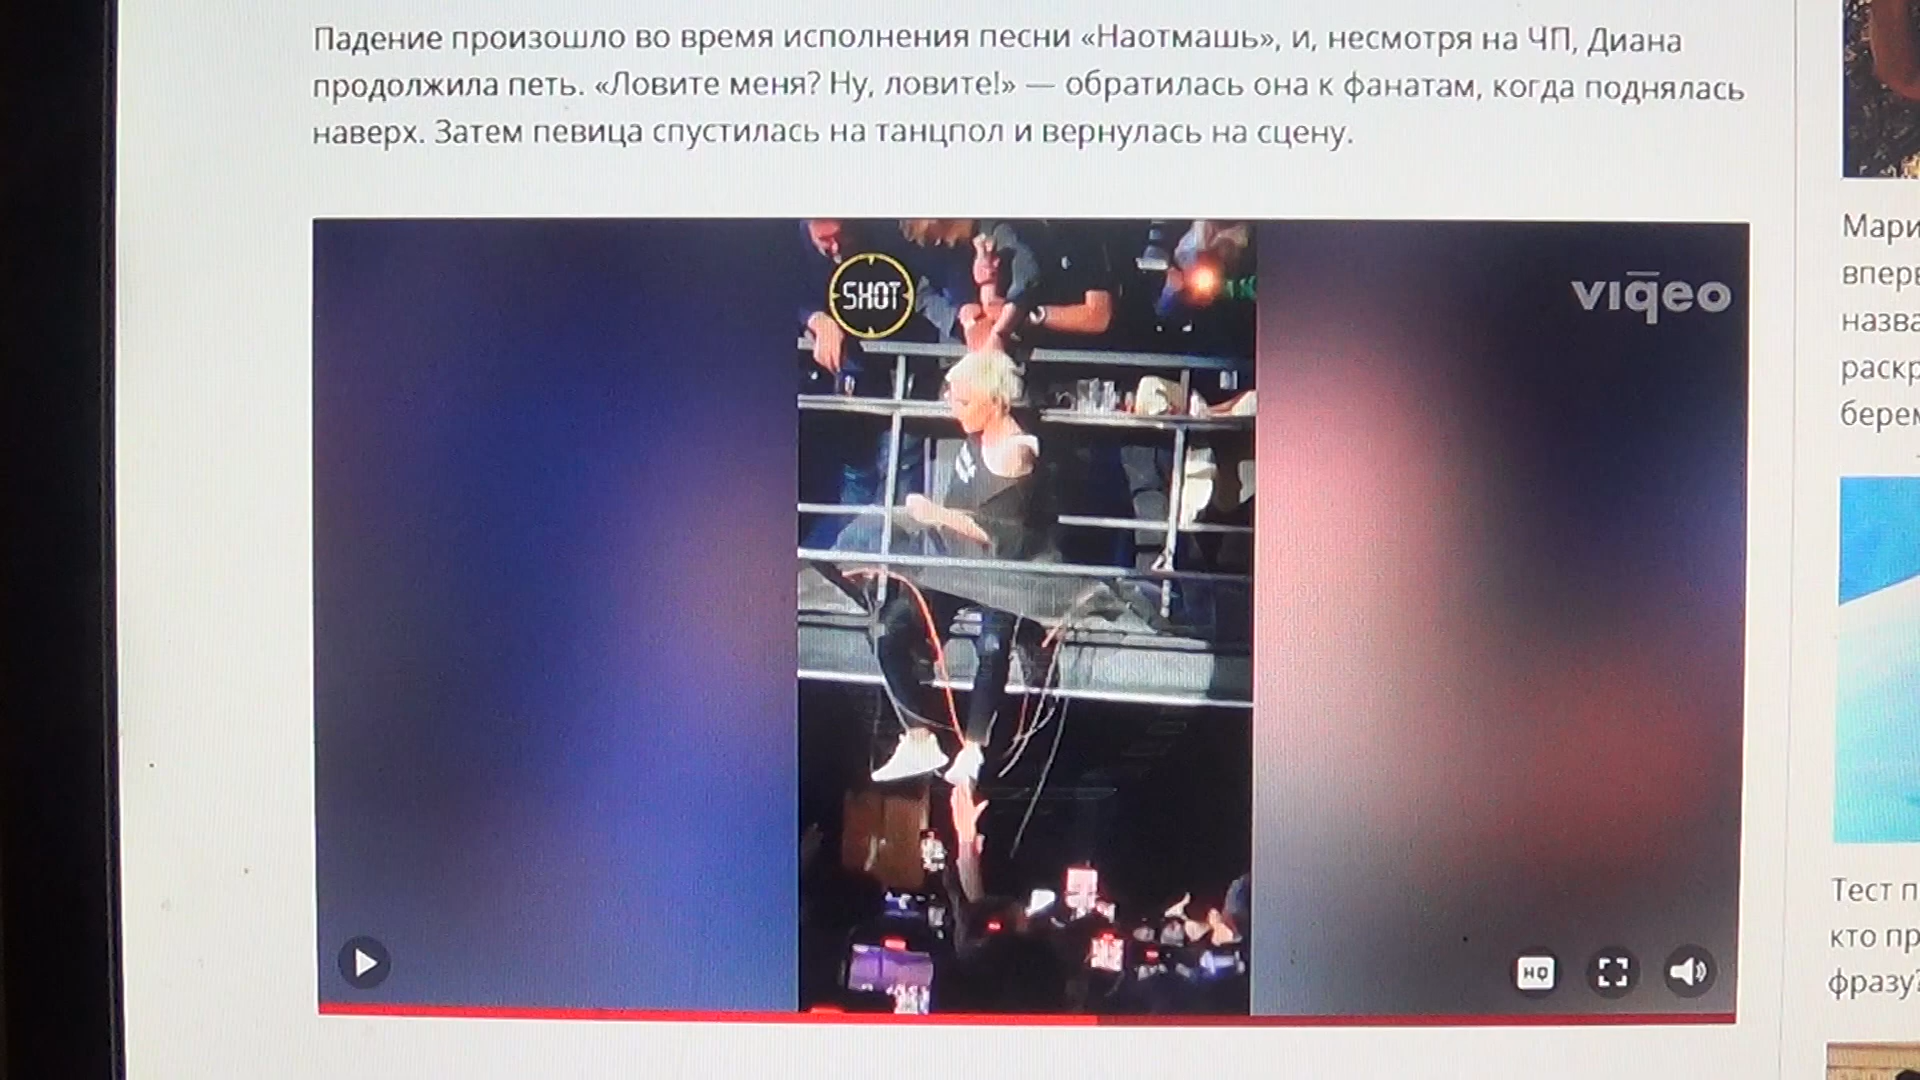 Падение произошло во время исполнения песни «Наотмашь», и, несмотря на ЧП, Диана
продолжила петь. «Ловите меня? Ну, ловите!» — обратилась она к фанатам, когда поднялась
наверх. Затем певица спустилась на танцпол и вернулась на сцену.
SHOT
viqeo
HQ
Мари
впер
назва
раскр
берем
Тест п
кто пр
фразу?